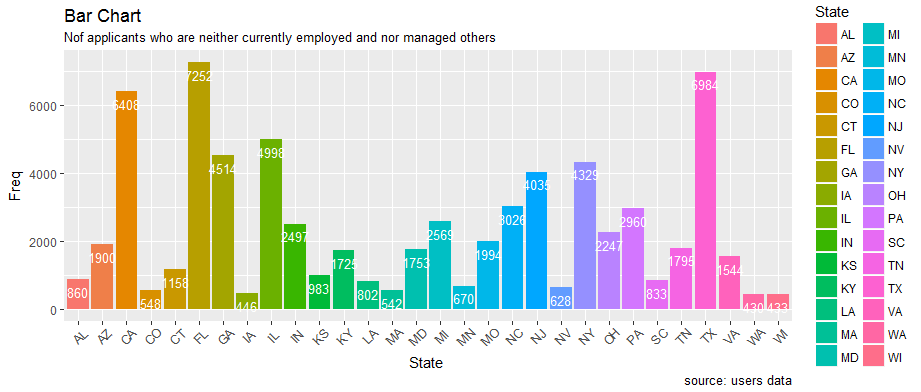 Bar Chart
Nof applicants who are neither currently employed and nor managed others
Freq
6000
4000
2000
0
860
1900
6408
548
1158
7252
4514
446
4998
2497
983
1725
802
542
1753
2569
670
1994
3026
4035
628
4329
2247
2960
833
1795
6984
1544
430
433
AL AZ CA CO CT FL GA IA IL IN KS KY LA MA MD MI MN MO NC NJ NV NY OH PA SC TN TX VA WA WI
State
source: users data
State
AL MI
AZ MN
CA MO
CO NC
CT NJ
FL NV
GA NY
IA OH
IL PA
IN SC
KS TN
KY TX
LA VA
MA WA
MD WI